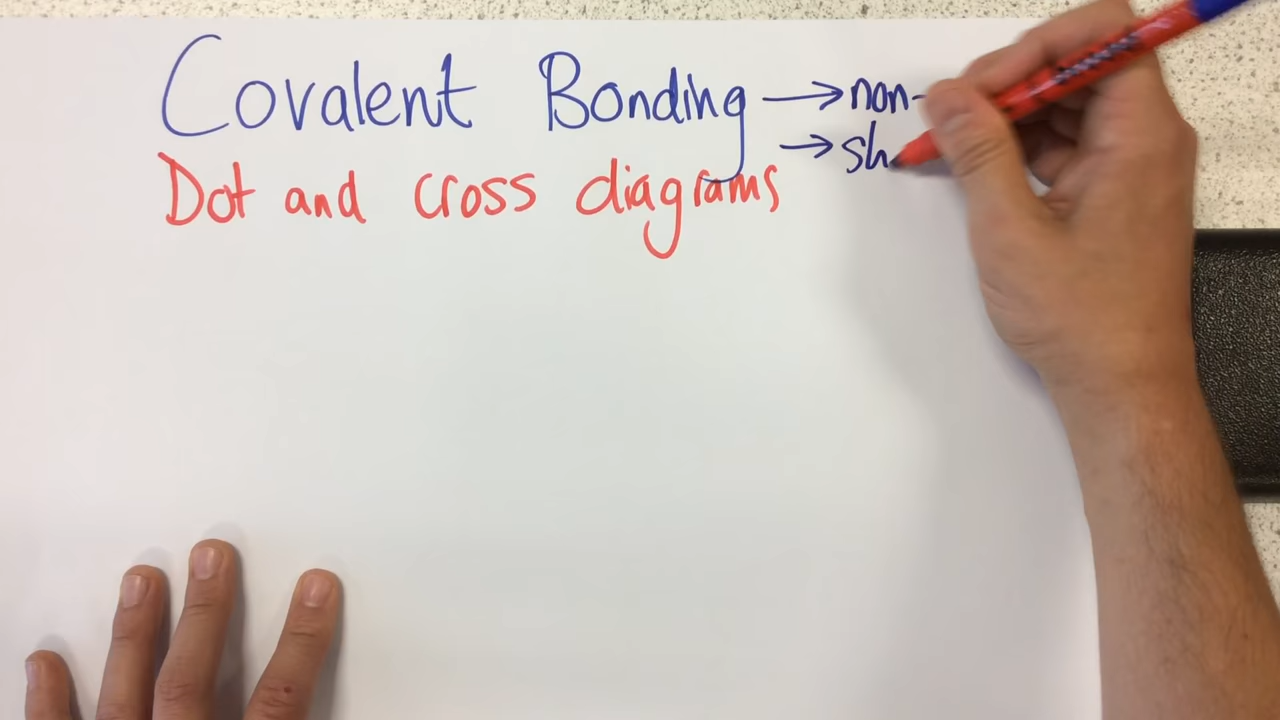 Covalent Bonding → non-
→ sh
Dot and cross diagrams